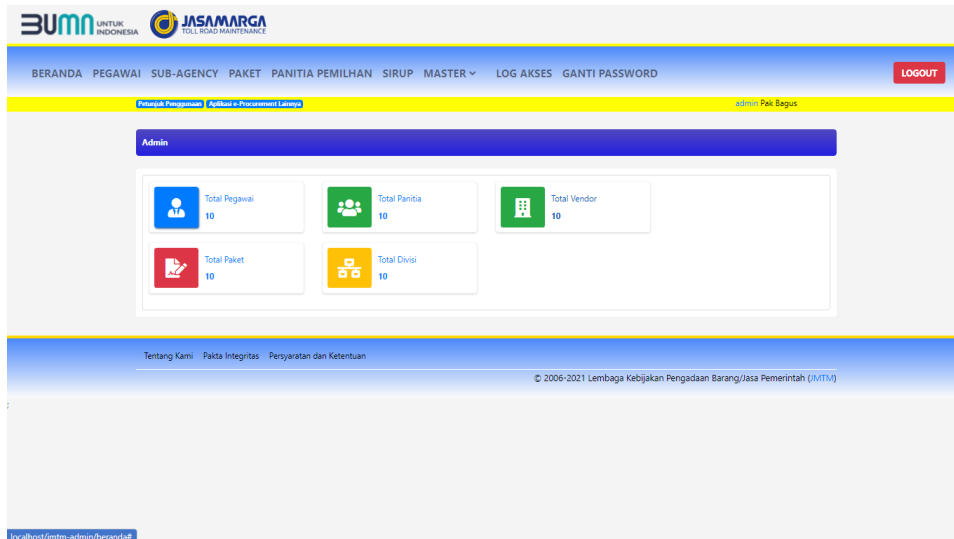 BUMN UNTUK INDONESIA
JASAMARGA
TOLL ROAD MAINTENANCE
BERANDA PEGAWAI SUB-AGENCY PAKET PANITIA PEMILHAN SIRUP MASTER LOG AKSES GANTI PASSWORD LOGOUT
Petunjuk Penggunaan Aplikasi e-Procurement Lainnya admin Pak Bagus
Admin
Total Pegawai
10
Total Panitia
10
Total Vendor
10
Total Paket
10
Total Divisi
10
Tentang Kami Pakta Integritas Persyaratan dan Ketentuan
© 2006-2021 Lembaga Kebijakan Pengadaan Barang/Jasa Pemerintah (JMTM)
;
localhost/jmtm-admin/beranda#